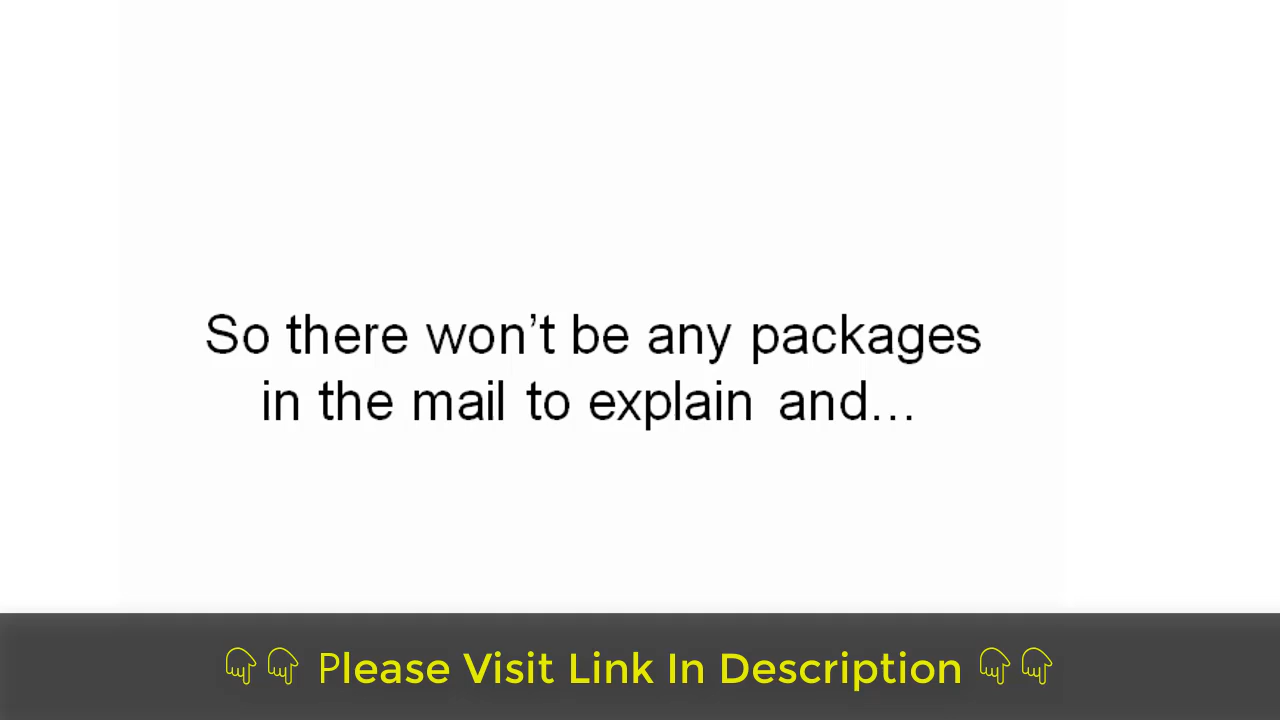 So there won’t be any packages
in the mail to explain and…
Please Visit Link In Description